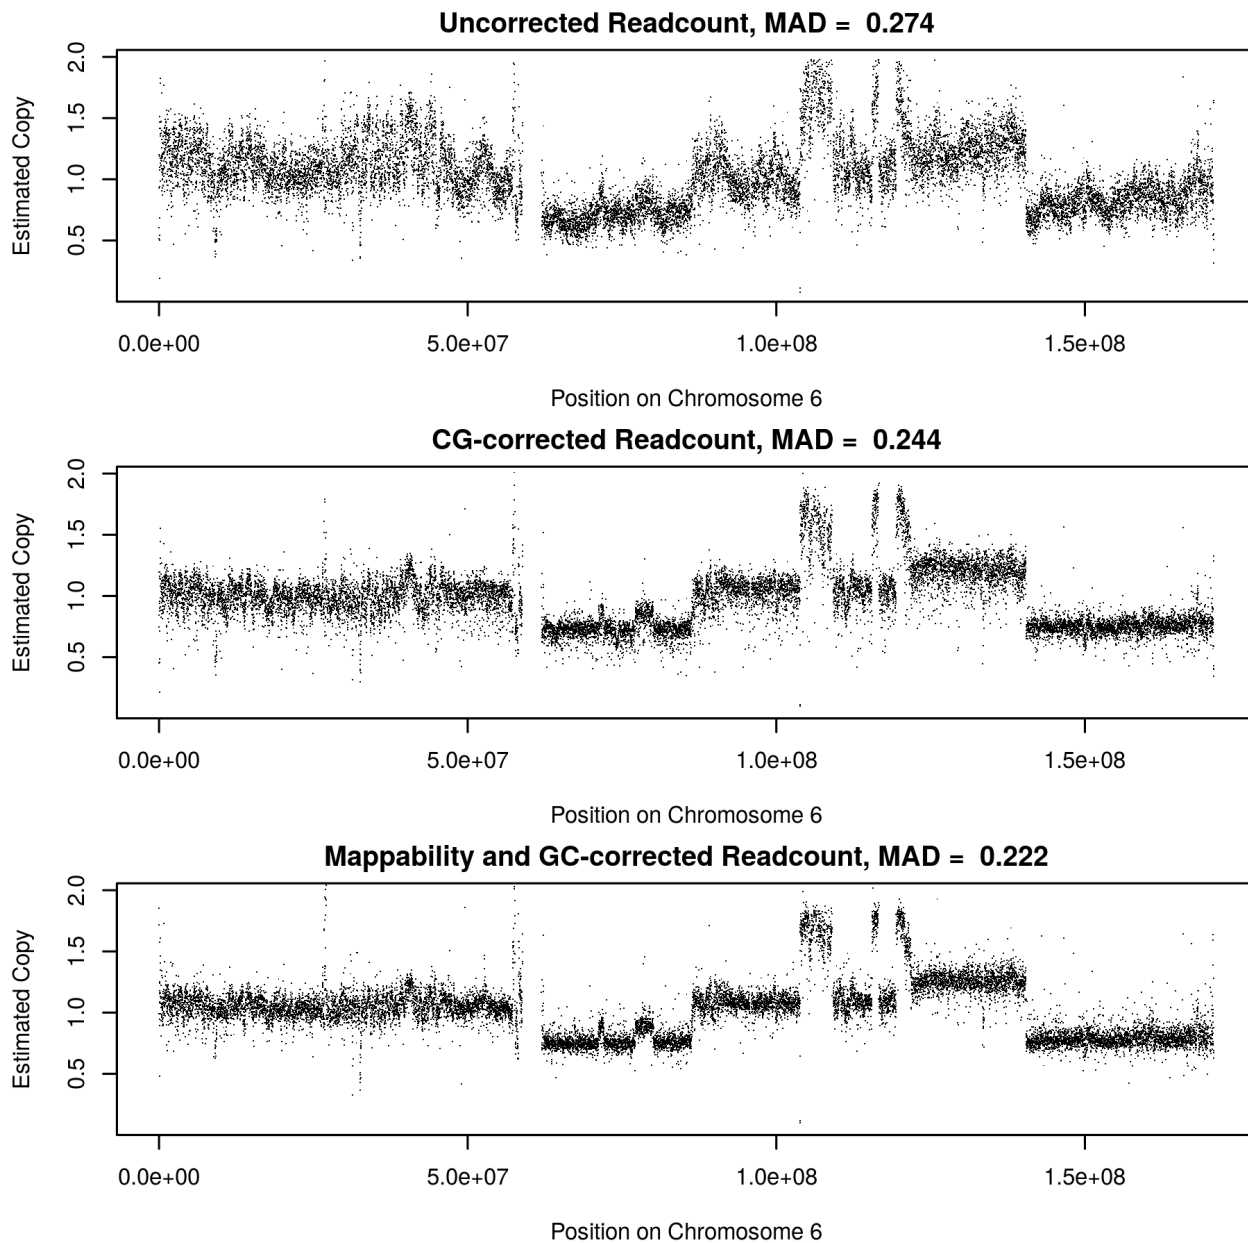 Uncorrected Readcount, MAD =  0.274
Estimated Copy
2.0
1.5
1.0
0.5
0.0e+00 5.0e+07 1.0e+08 1.5e+08
Position on Chromosome 6
CG-corrected Readcount, MAD =  0.244
Estimated Copy
2.0
1.5
1.0
0.5
0.0e+00 5.0e+07 1.0e+08 1.5e+08
Position on Chromosome 6
Mappability and GC-corrected Readcount, MAD =  0.222
Estimated Copy
2.0
1.5
1.0
0.5
0.0e+00 5.0e+07 1.0e+08 1.5e+08
Position on Chromosome 6